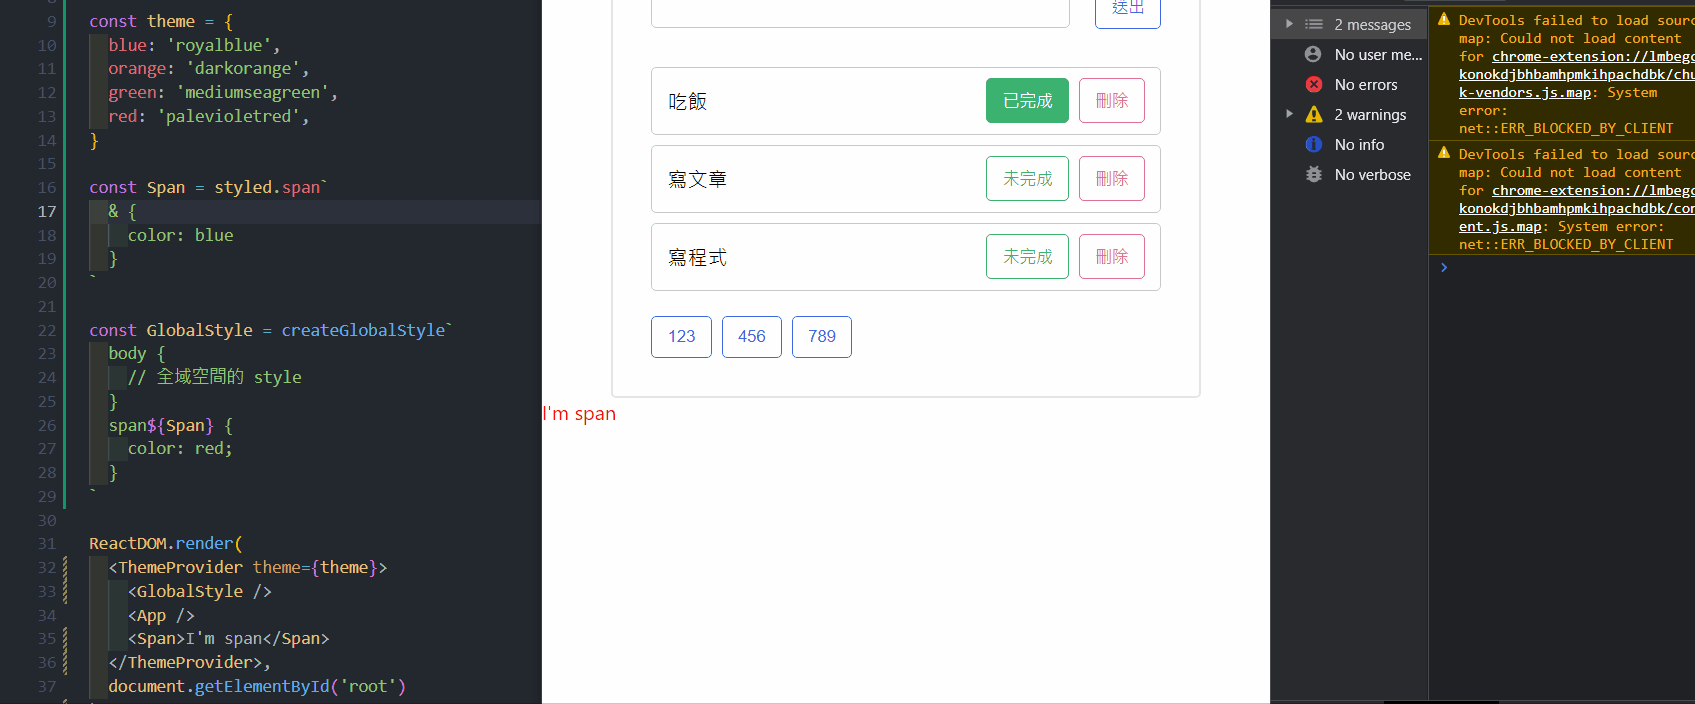 9 const theme = {
10 blue: 'royalblue',
11 orange: 'darkorange',
12 green: 'mediumseagreen',
13 red: 'palevioletred',
14 }
15
16 const Span = styled.span`
17 & {
18 color: blue
19 }
20 `
21
22 const GlobalStyle = createGlobalStyle`
23 body {
24 // 全域空間的 style
25 }
26 span${Span} {
27 color: red;
28 }
29 `
30
31 ReactDOM.render(
32 <ThemeProvider theme={theme}>
33 <GlobalStyle />
34 <App />
35 <Span>I'm span</Span>
36 </ThemeProvider>,
37 document.getElementById('root')
送出
吃飯 已完成 刪除
寫文章 未完成 刪除
寫程式 未完成 刪除
123 456 789
I'm span
2 messages
No user me...
No errors
2 warnings
No info
No verbose
DevTools failed to load sourc
map: Could not load content
for chrome-extension://lmbego
konokdjbhbamhpmkihpachdbk/chu
k-vendors.js.map: System
error:
net::ERR_BLOCKED_BY_CLIENT
DevTools failed to load sourc
map: Could not load content
for chrome-extension://lmbego
konokdjbhbamhpmkihpachdbk/con
ent.js.map: System error:
net::ERR_BLOCKED_BY_CLIENT